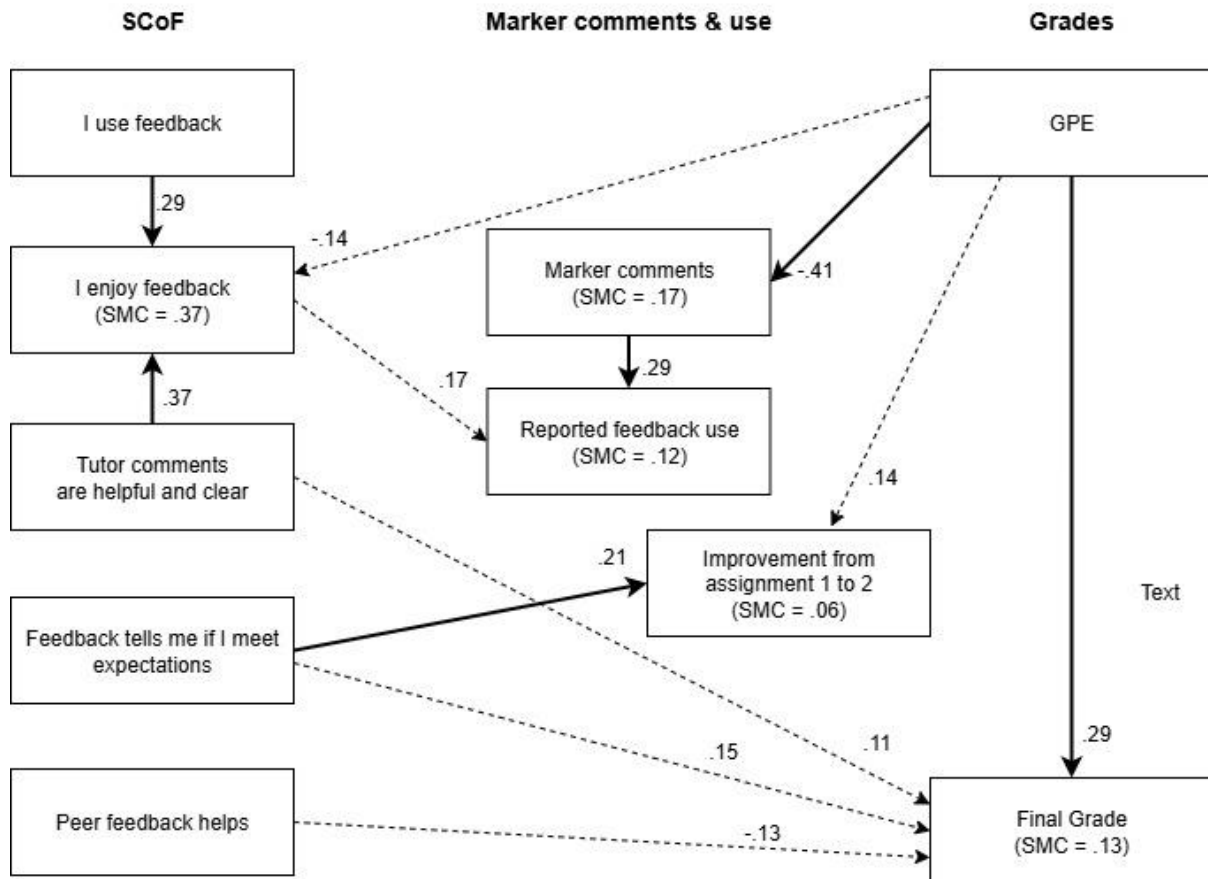 SCoF
Marker comments & use
Grades
I use feedback
GPE
.29
-.14
-.41
I enjoy feedback
(SMC = .37)
Marker comments
(SMC = .17)
.37
.17
.29
Tutor comments
are helpful and clear
Reported feedback use
(SMC = .12)
.14
.21
Improvement from
assignment 1 to 2
(SMC = .06)
Text
Feedback tells me if I meet
expectations
.15
.11
.29
Peer feedback helps
-.13
Final Grade
(SMC = .13)